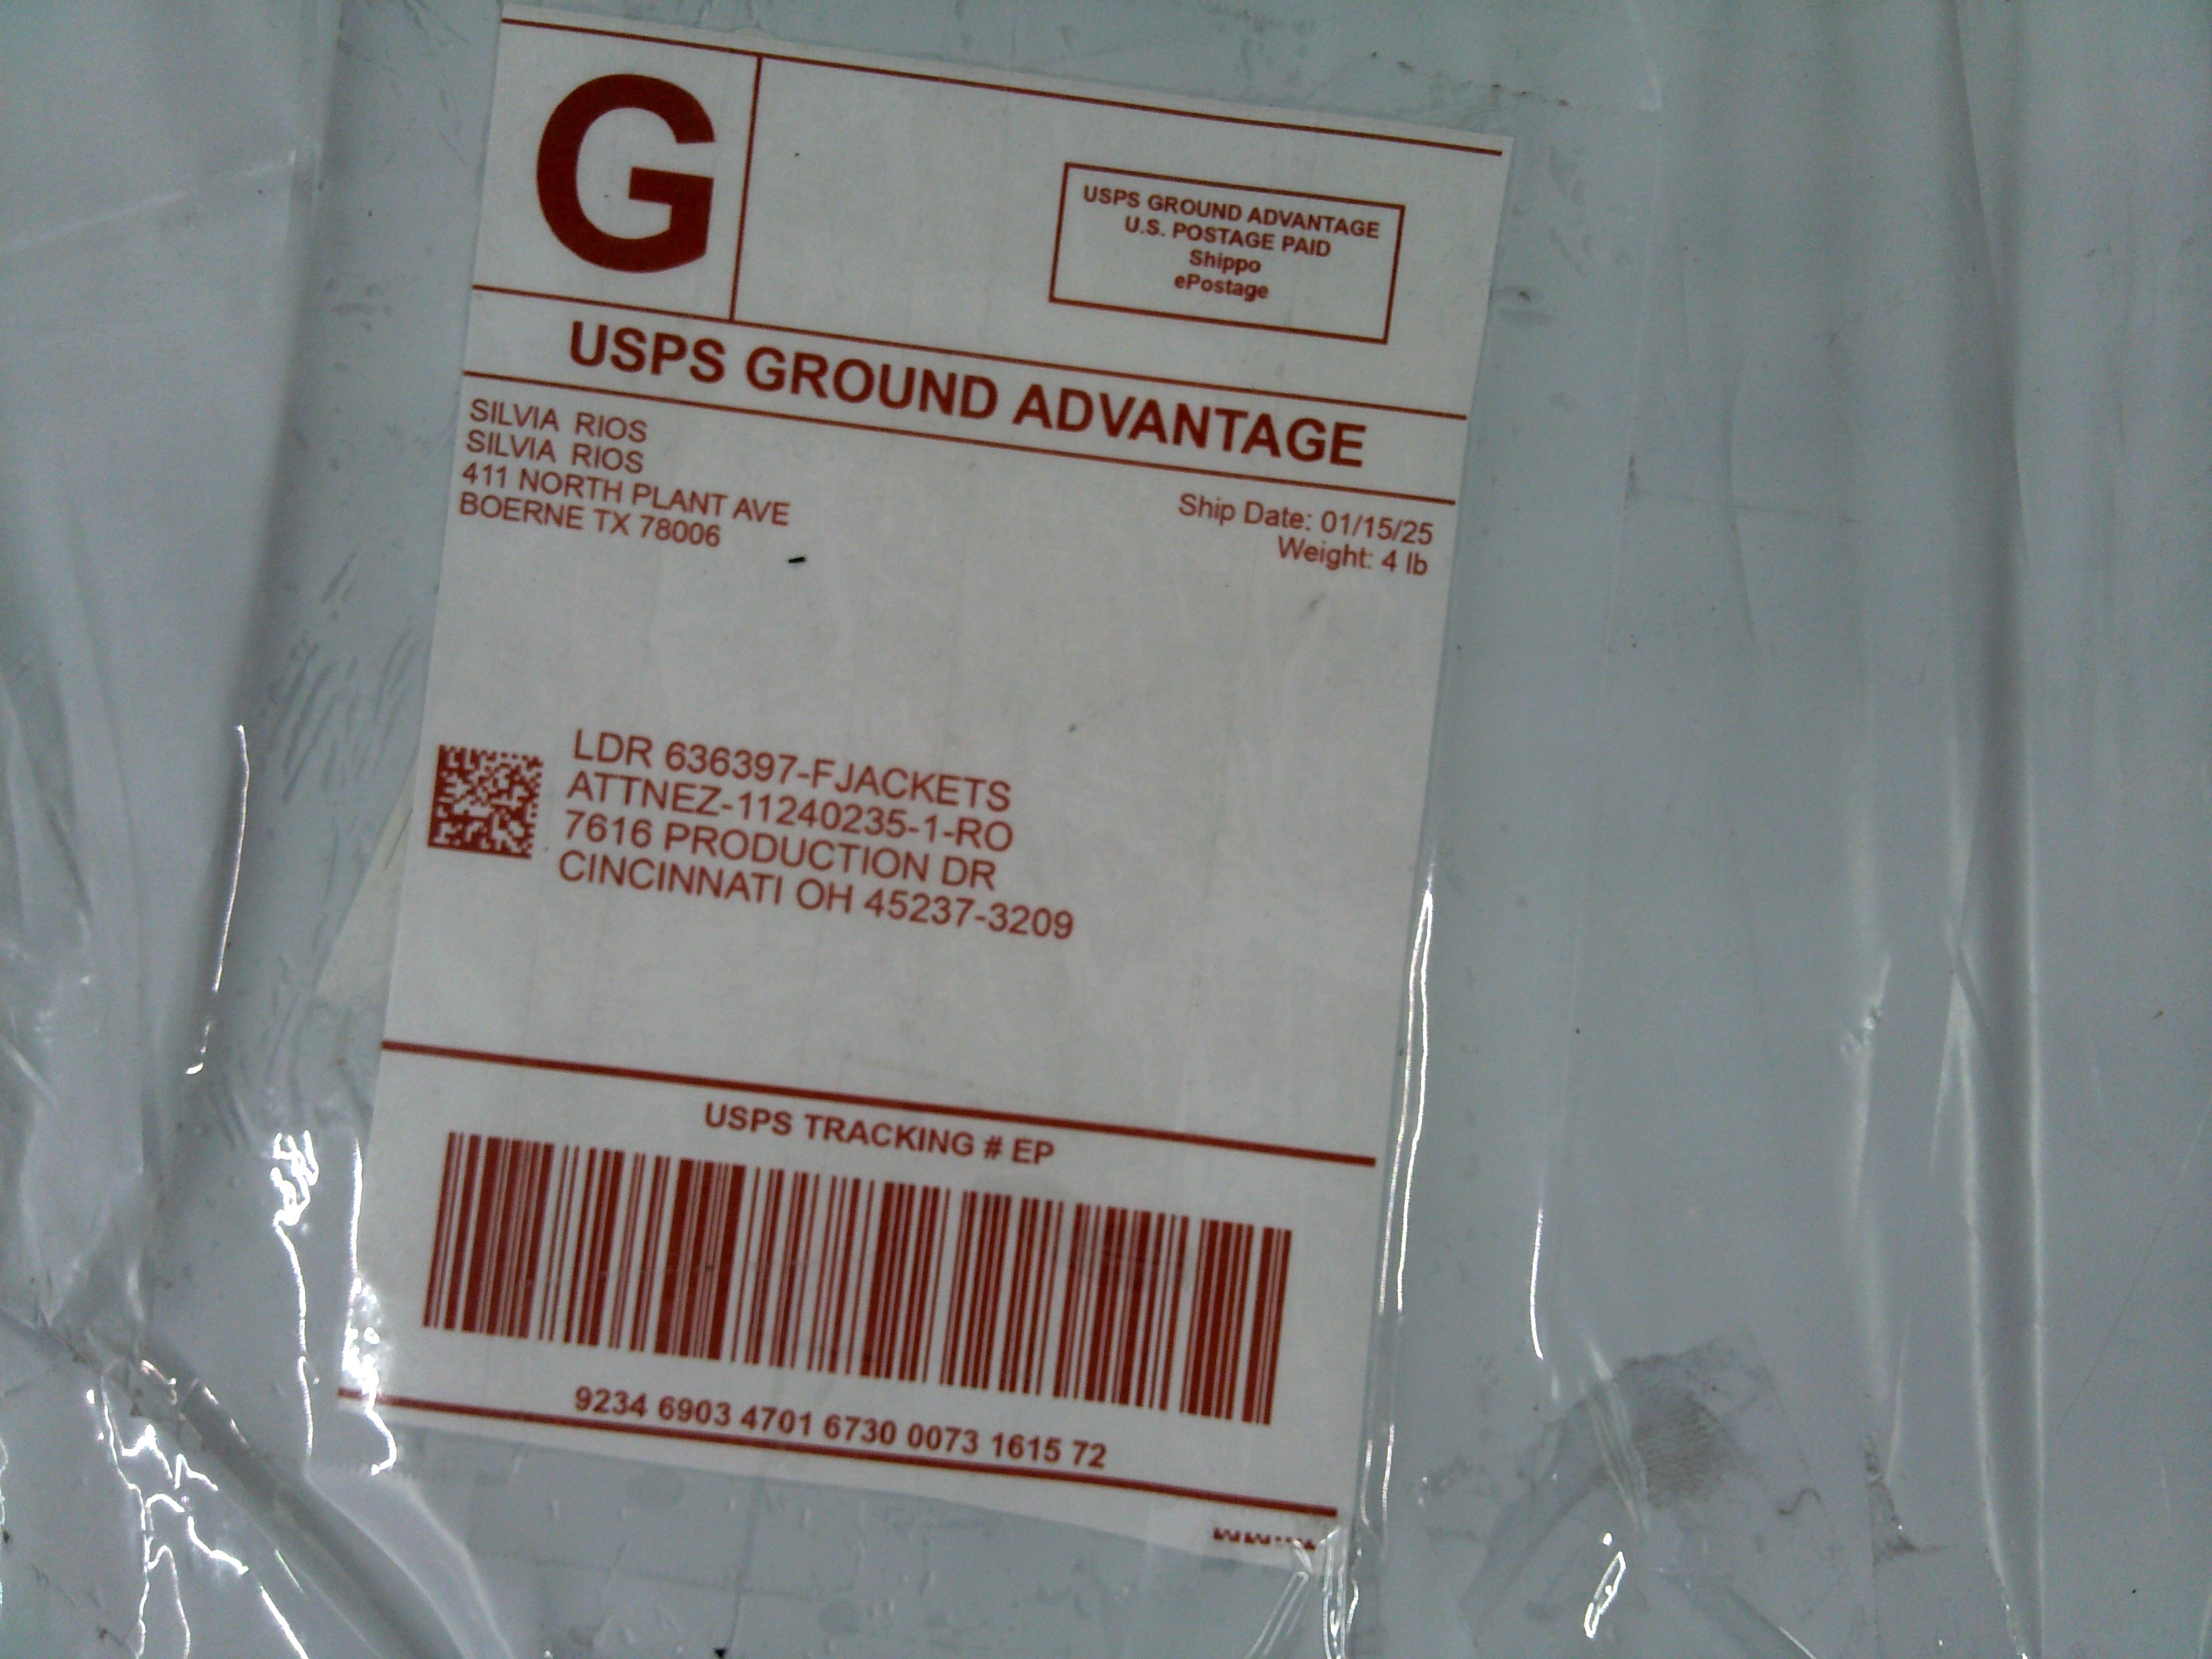 G
USPS GROUND ADVANTAGE
U.S. POSTAGE PAID
Shippo
ePostage
USPS GROUND ADVANTAGE
SILVIA RIOS
SILVIA RIOS
411 NORTH PLANT AVE
BOERNE TX 78006
Ship Date: 01/15/25
Weight: 4 lb
LDR 636397-FJACKETS
ATTNEZ-11240235-1-RO
7616 PRODUCTION DR
CINCINNATI OH 45237-3209
USPS TRACKING # EP
9234 6903 4701 6730 0073 1615 72